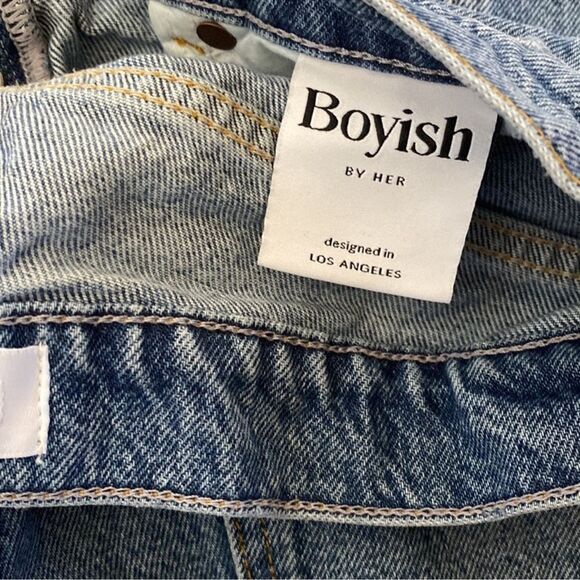 Boyish
BY HER
designed in
LOS ANGELES